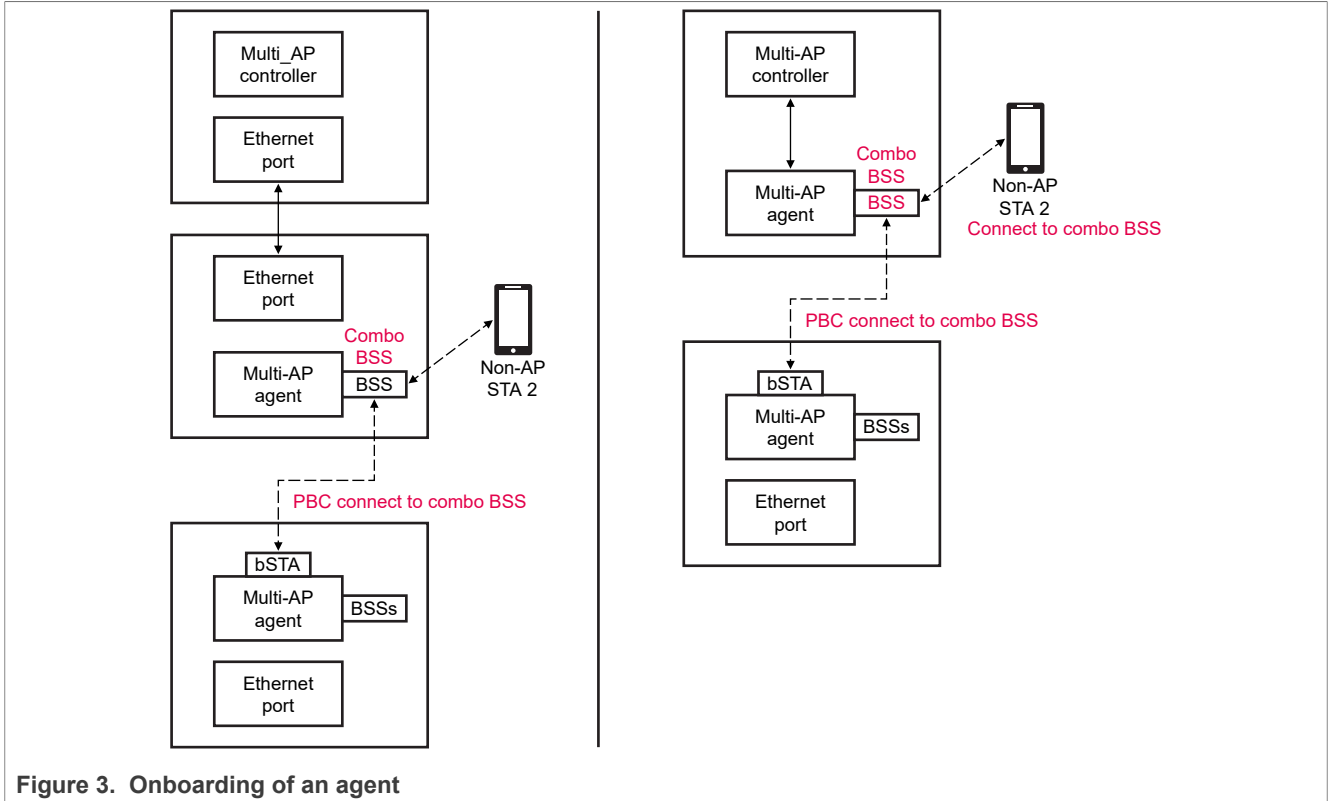 Multi_AP
controller
Ethernet
port
Ethernet
port
Combo
BSS
Multi-AP
agent
BSS
Non-AP
STA 2
PBC connect to combo BSS
bSTA
Multi-AP
agent
BSSs
Ethernet
port
Multi-AP
controller
Combo
BSS
Multi-AP
agent
BSS
Non-AP
STA 2
Connect to combo BSS
PBC connect to combo BSS
bSTA
Multi-AP
agent
BSSs
Ethernet
port
Figure 3. Onboarding of an agent